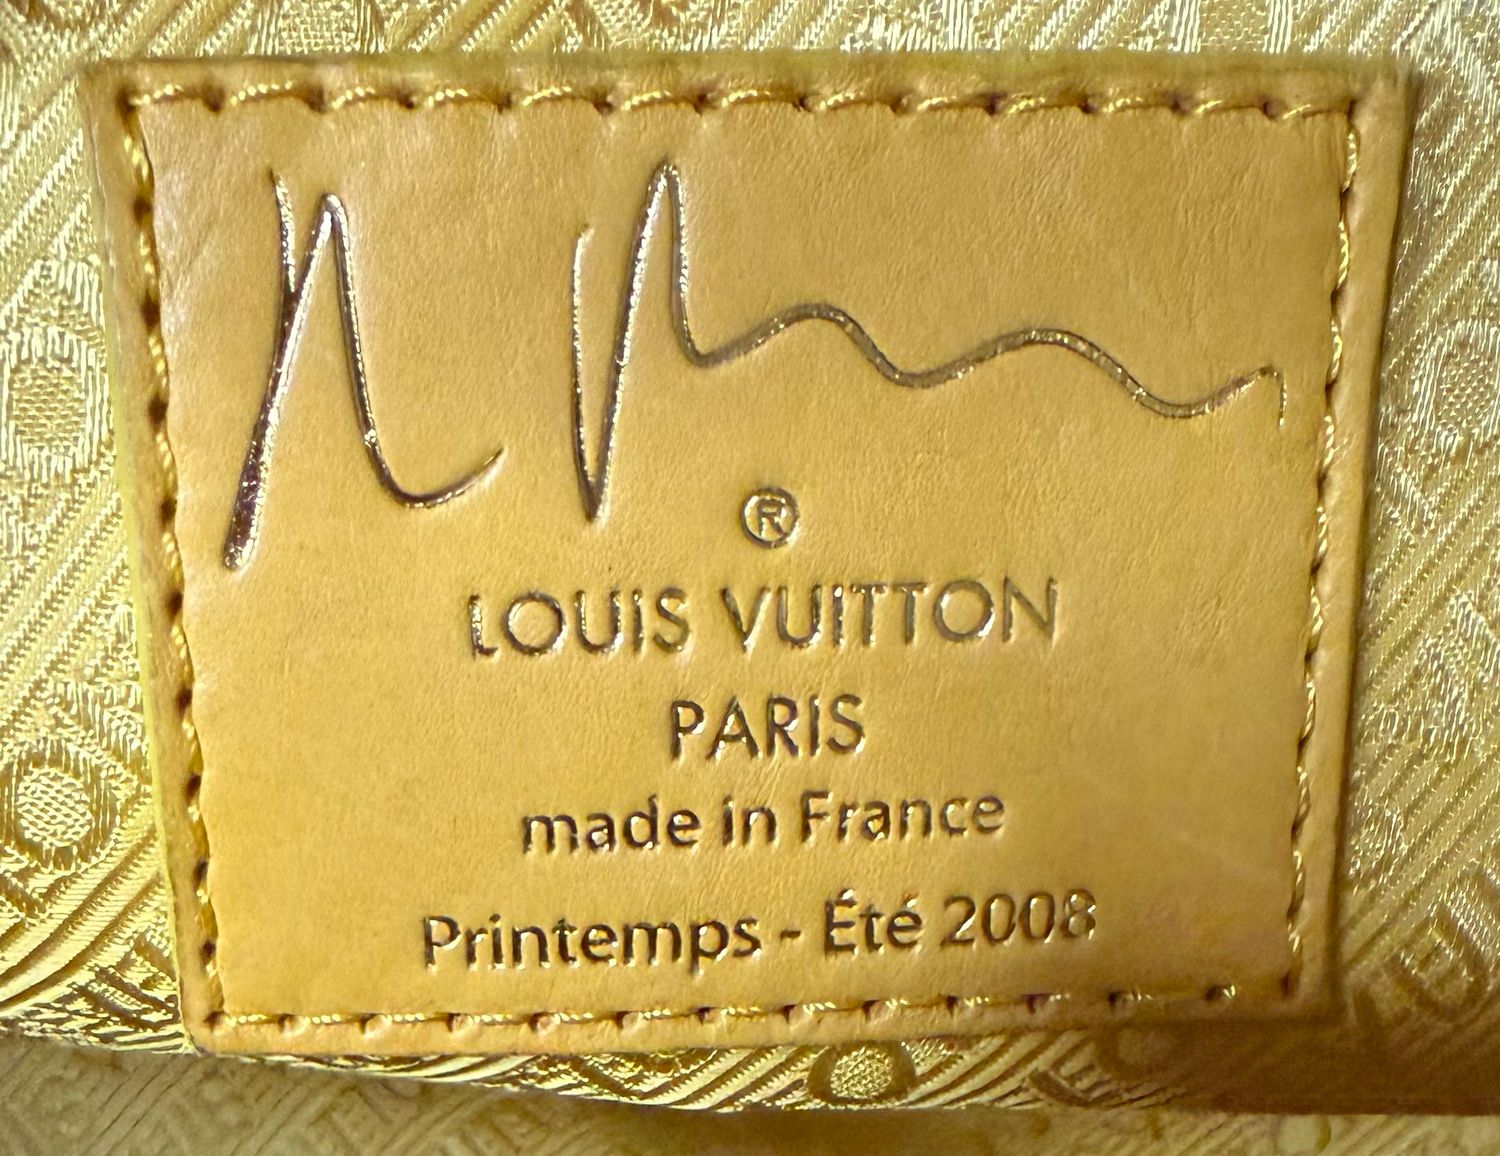 ®
LOUIS VUITTON
PARIS
made in France
Printemps - Été 2008